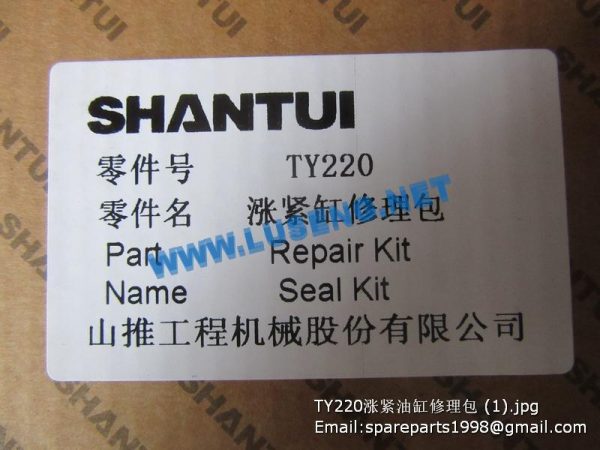 SHANTUI
零件号 TY220
零件名 涨紧缸修理包
WWW.LUSENG.NET
Part Repair Kit
Name Seal Kit
山推工程机械股份有限公司
TY220涨紧油缸修理包 (1).jpg
Email:spareparts1998@gmail.com